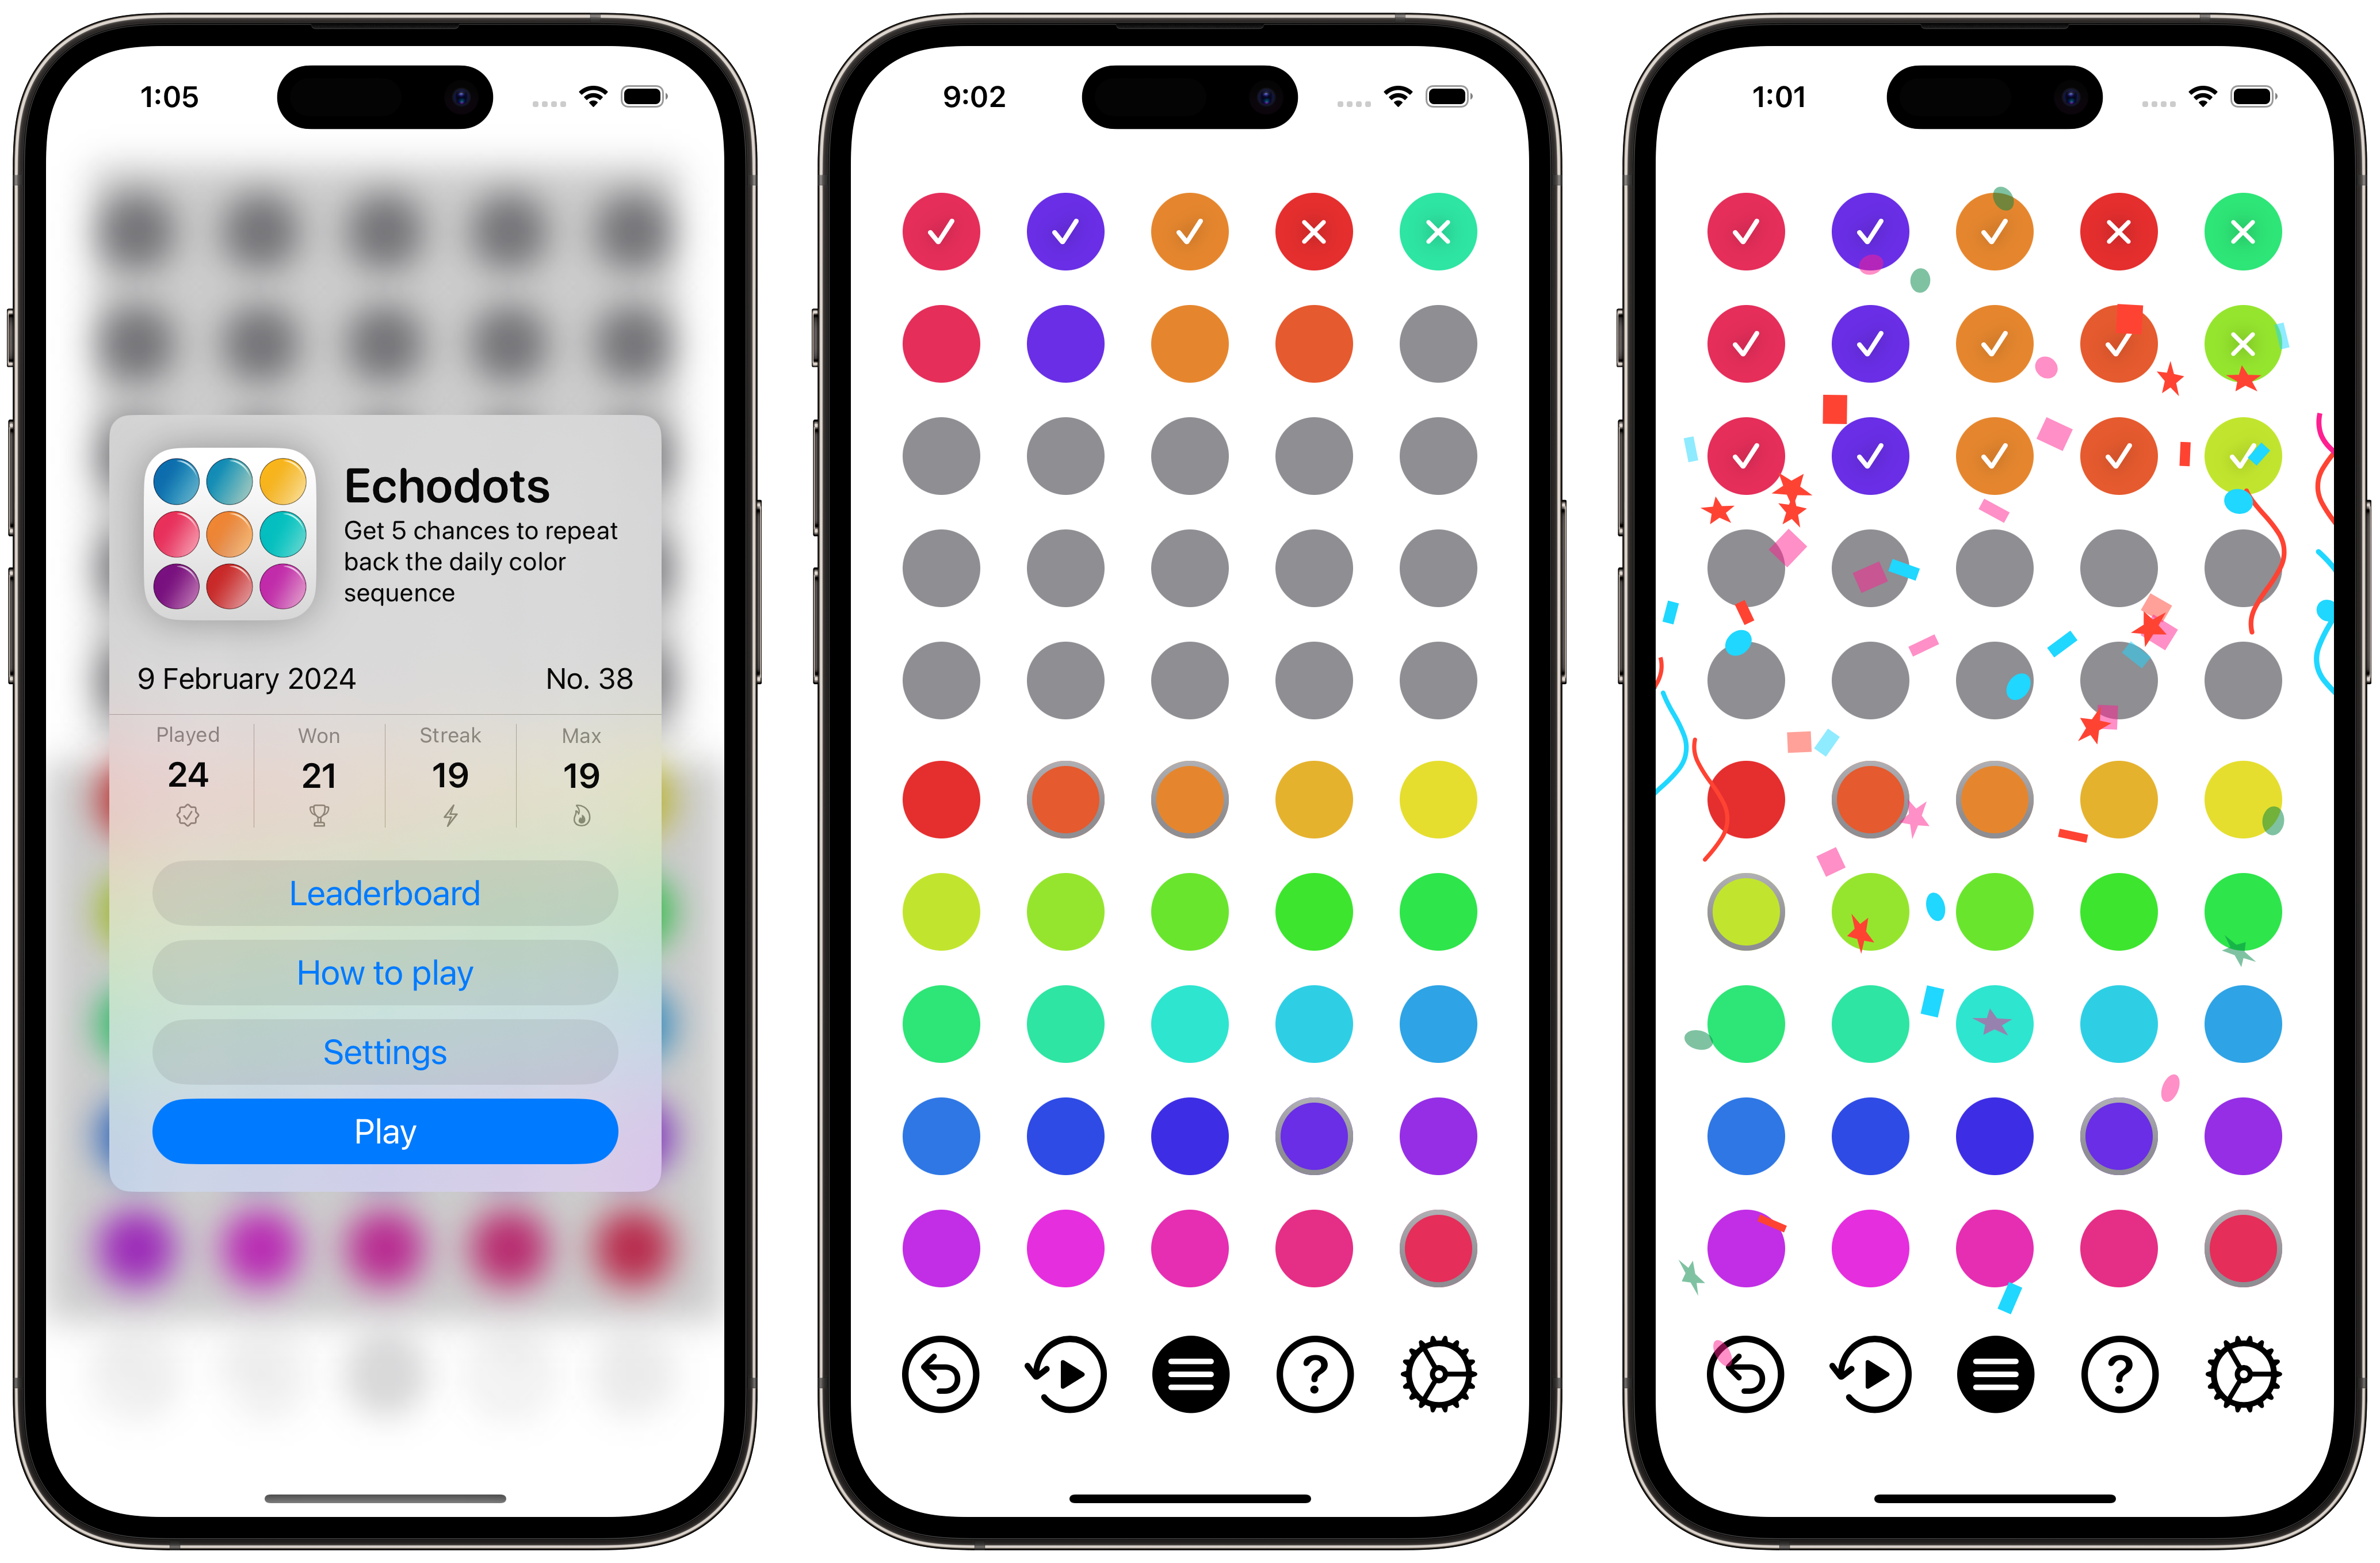 1:05
Echodots
Get 5 chances to repeat
back the daily color
sequence
9 February 2024 No. 38
Played Won Streak Max
24 21 19 19
Leaderboard
How to play
Settings
Play
9:02
?
1:01
?